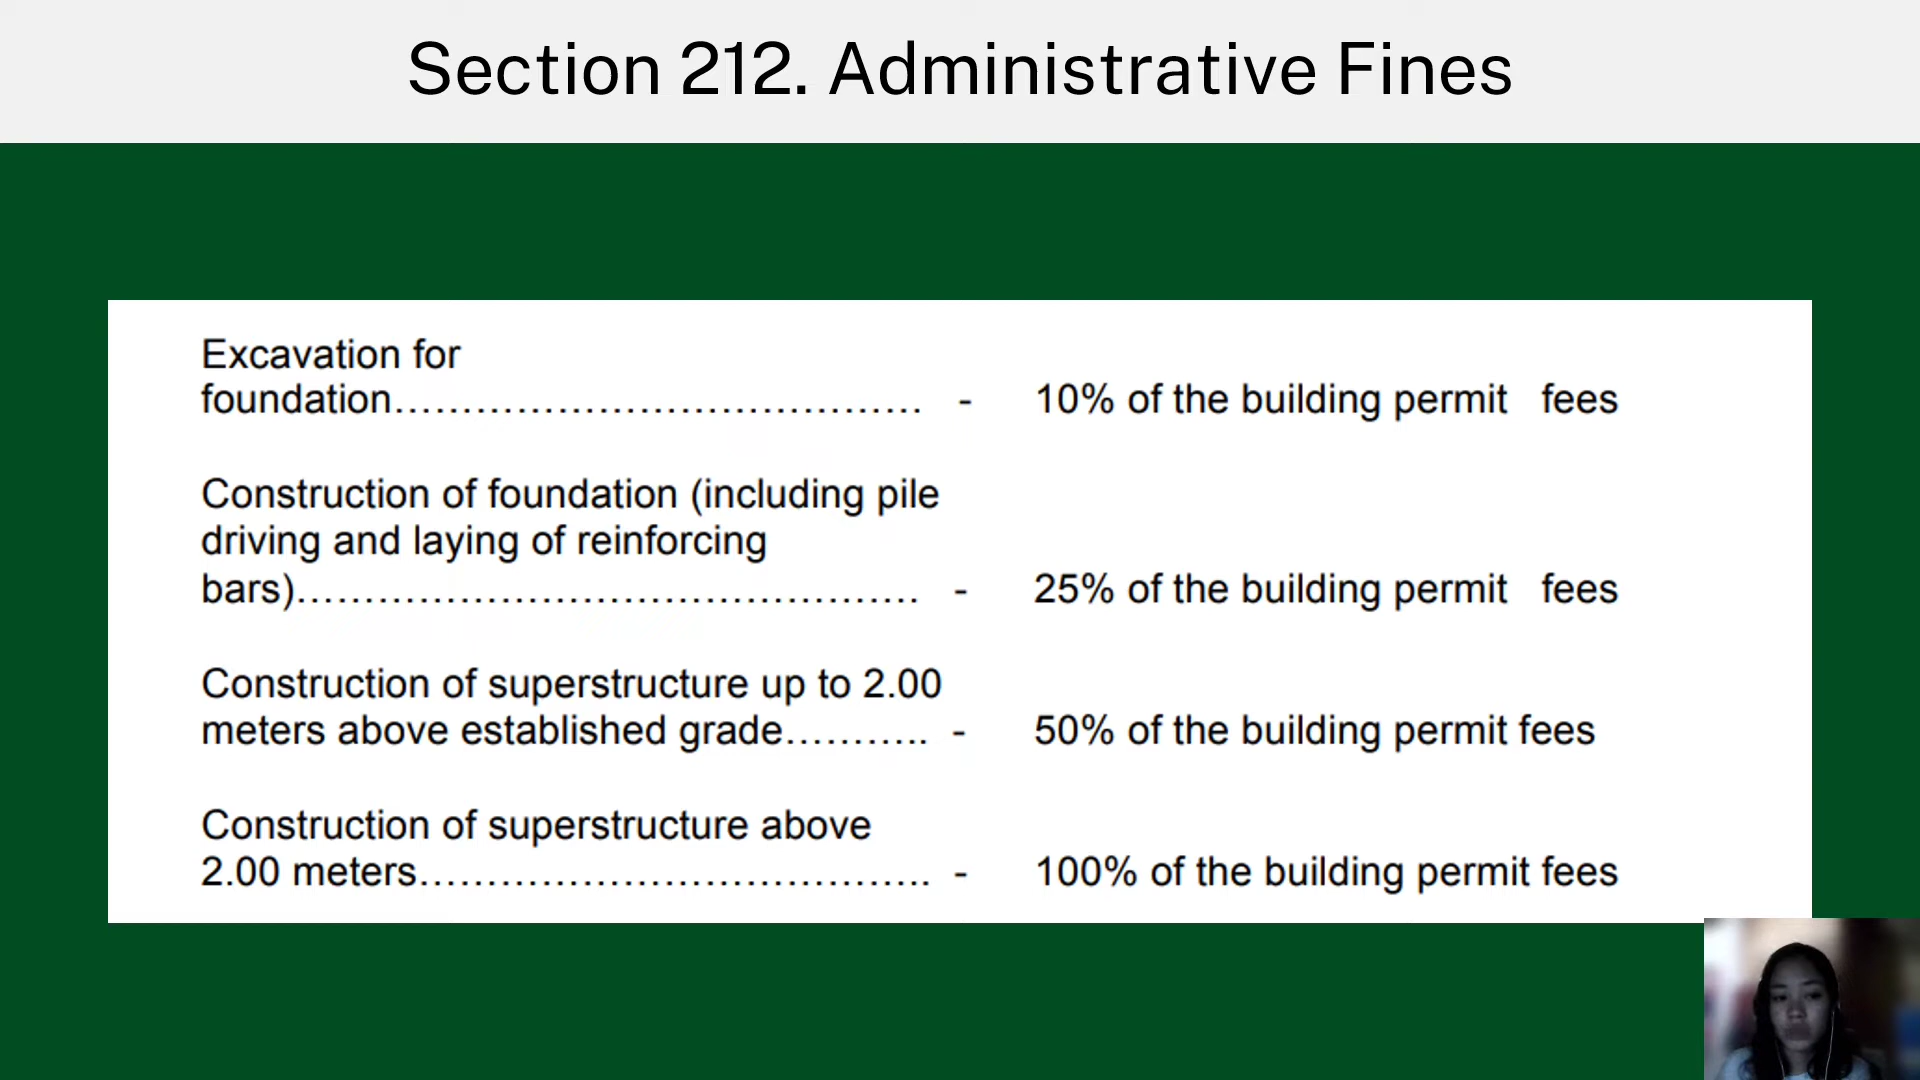 Section 212. Administrative Fines
Excavation for
foundation…………………………………. - 10% of the building permit fees
Construction of foundation (including pile
driving and laying of reinforcing
bars)………………………………………. - 25% of the building permit fees
Construction of superstructure up to 2.00
meters above established grade……….. - 50% of the building permit fees
Construction of superstructure above
2.00 meters……………………………….. - 100% of the building permit fees